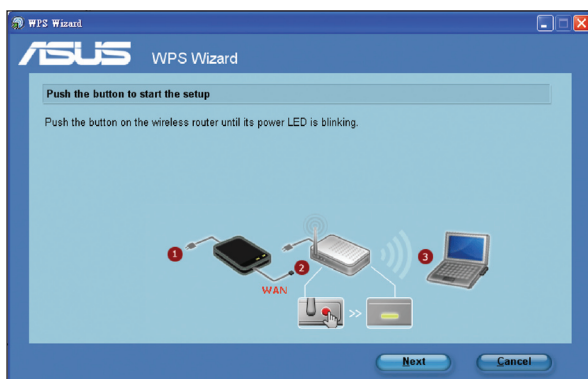 WPS Wizard
ASUS WPS Wizard
Push the button to start the setup
Push the button on the wireless router until its power LED is blinking.
1
2
3
WAN
>>
Next
Cancel